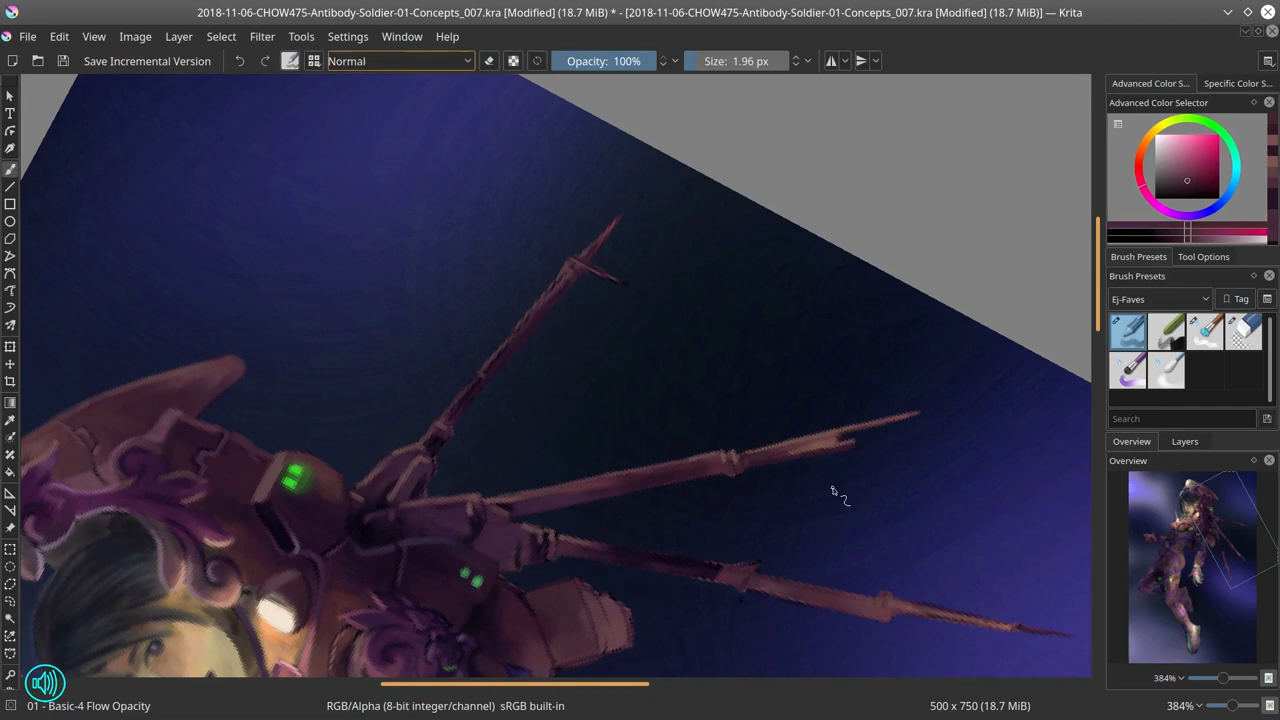 2018-11-06-CHOW475-Antibody-Soldier-01-Concepts_007.kra [Modified] (18.7 MiB) * - [2018-11-06-CHOW475-Antibody-Soldier-01-Concepts_007.kra [Modified] (18.7 MiB)] — Krita
File Edit View Image Layer Select Filter Tools Settings Window Help
Save Incremental Version Normal Opacity: 100% Size: 1.96 px
Advanced Color S... Specific Color S...
Advanced Color Selector
Brush Presets Tool Options
Brush Presets
Ej-Faves Tag
Search
Overview Layers
Overview
384%
01 - Basic-4 Flow Opacity RGB/Alpha (8-bit integer/channel) sRGB built-in 500 x 750 (18.7 MiB) 384%